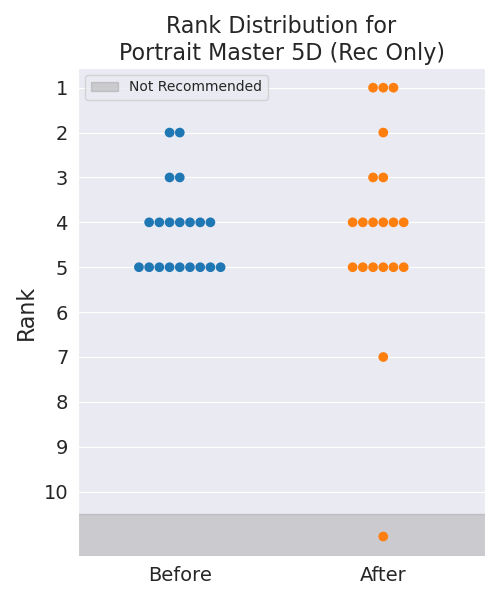 Rank Distribution for
Portrait Master 5D (Rec Only)
Not Recommended
Rank
1
2
3
4
5
6
7
8
9
10
Before
After